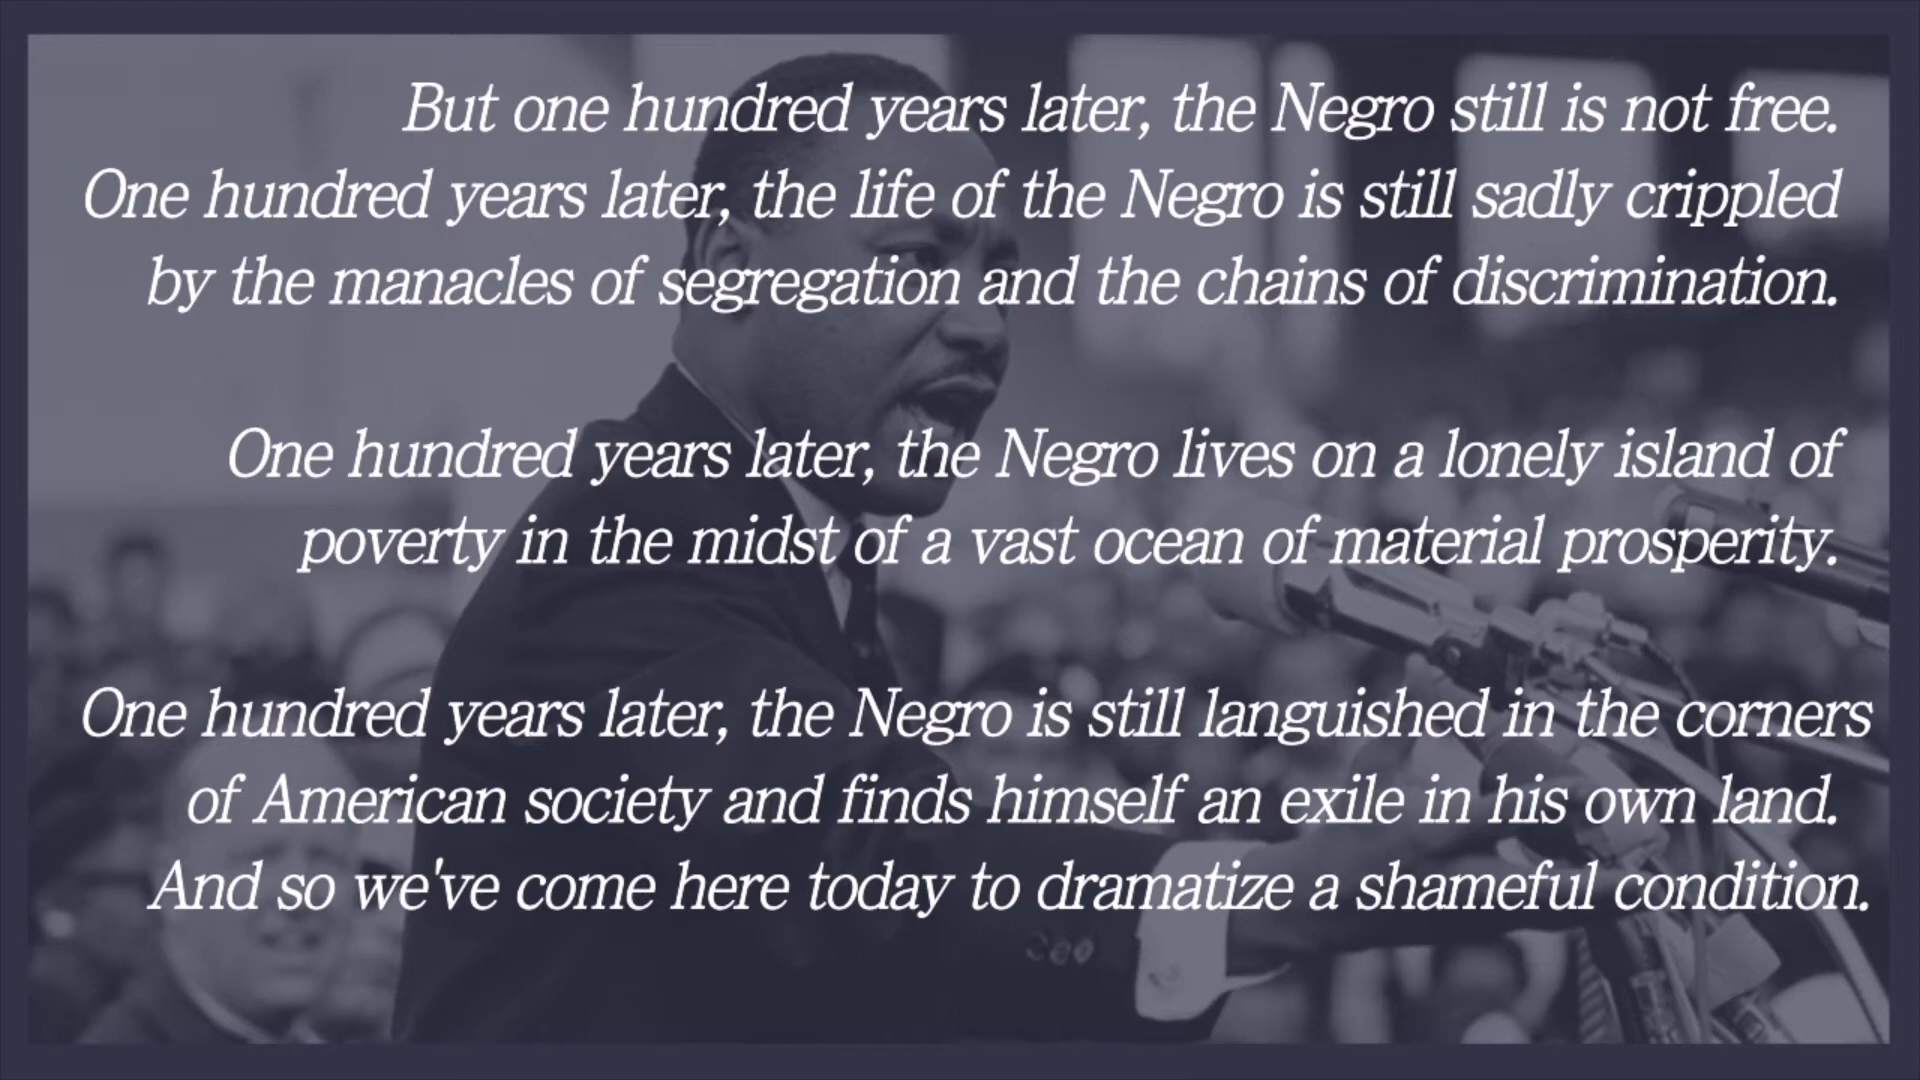 But one hundred years later, the Negro still is not free.
One hundred years later, the life of the Negro is still sadly crippled
by the manacles of segregation and the chains of discrimination.
One hundred years later, the Negro lives on a lonely island of
poverty in the midst of a vast ocean of material prosperity.
One hundred years later, the Negro is still languished in the corners
of American society and finds himself an exile in his own land.
And so we've come here today to dramatize a shameful condition.